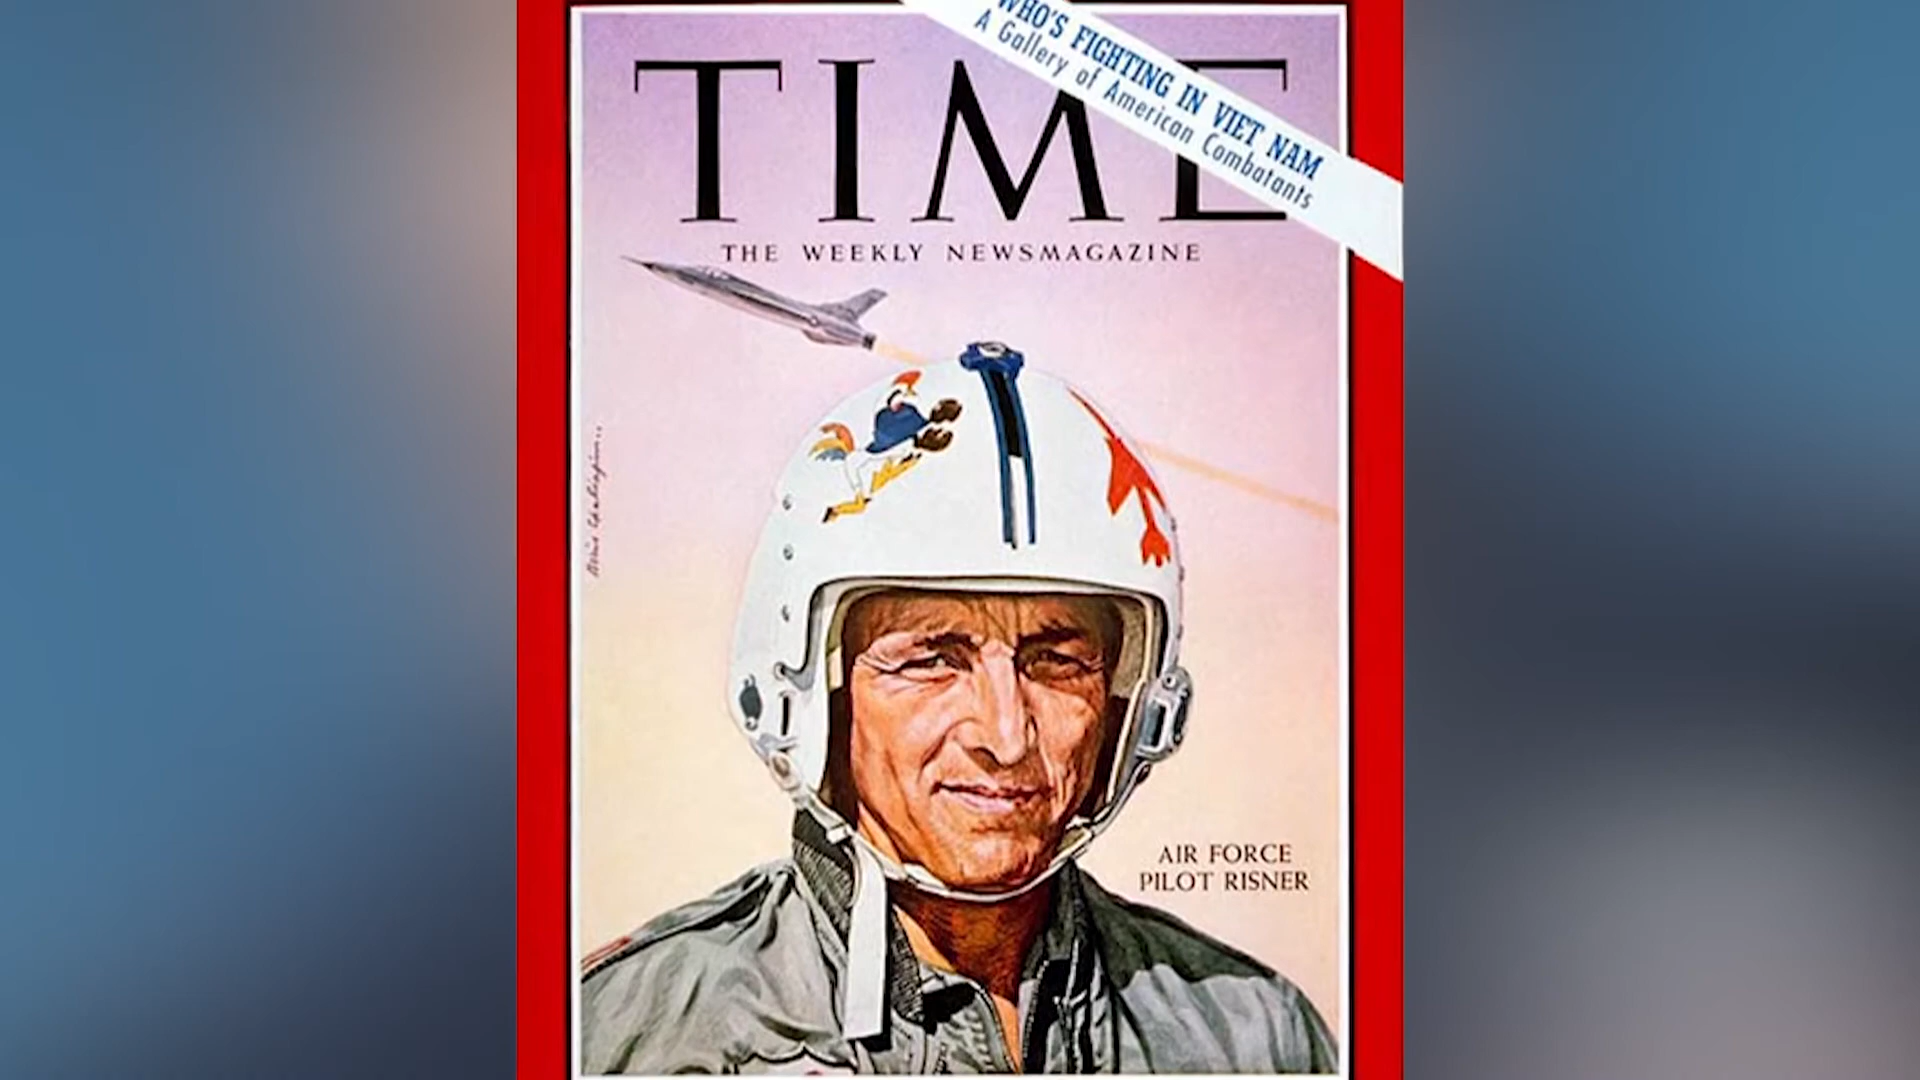 WHO'S FIGHTING IN VIET NAM
A Gallery of American Combatants
TIME
THE WEEKLY NEWSMAGAZINE
AIR FORCE
PILOT RISNER